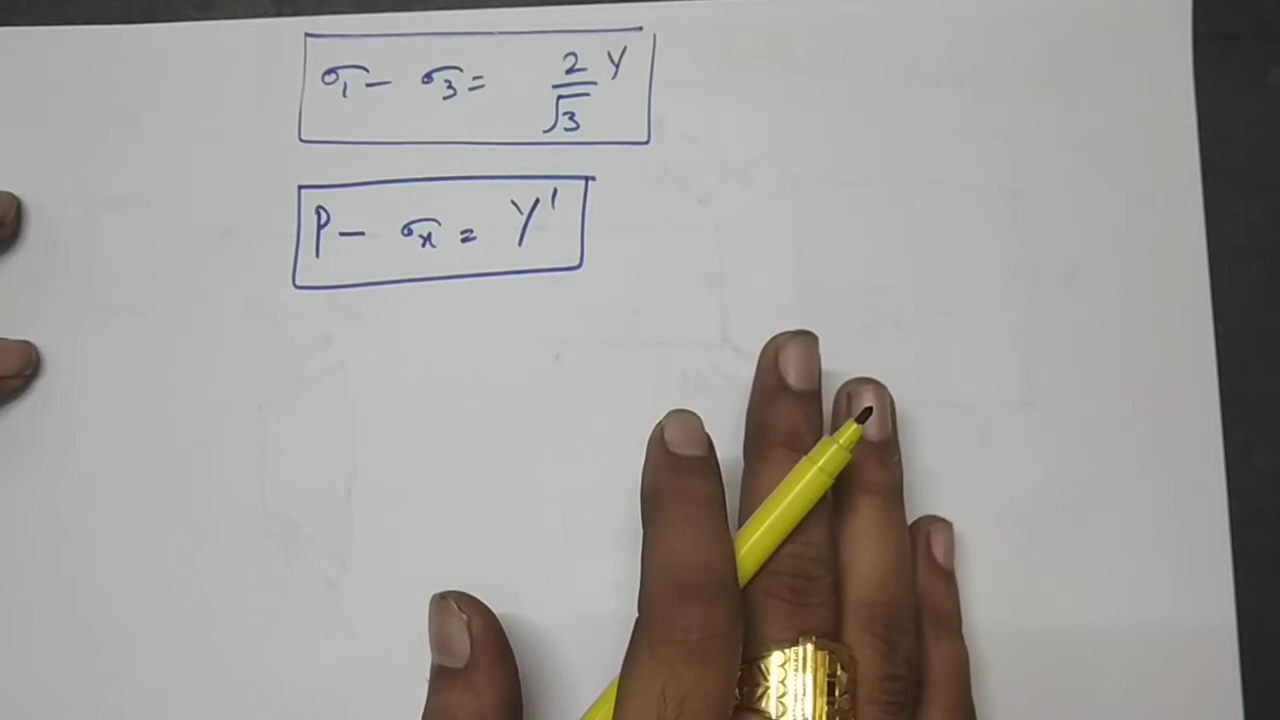 σ₁ − σ₃ = 2/√3 Y
P − σₓ = Y'